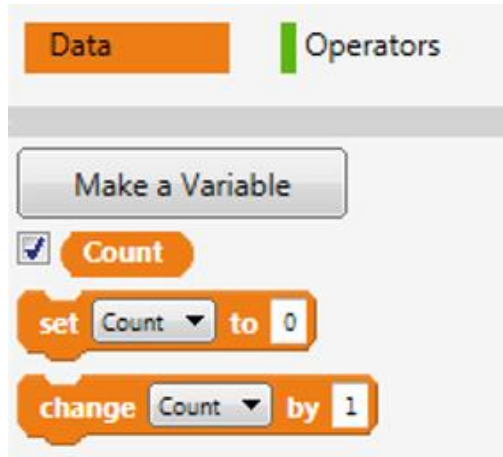 Data Operators
Make a Variable
Count
set Count to 0
change Count by 1